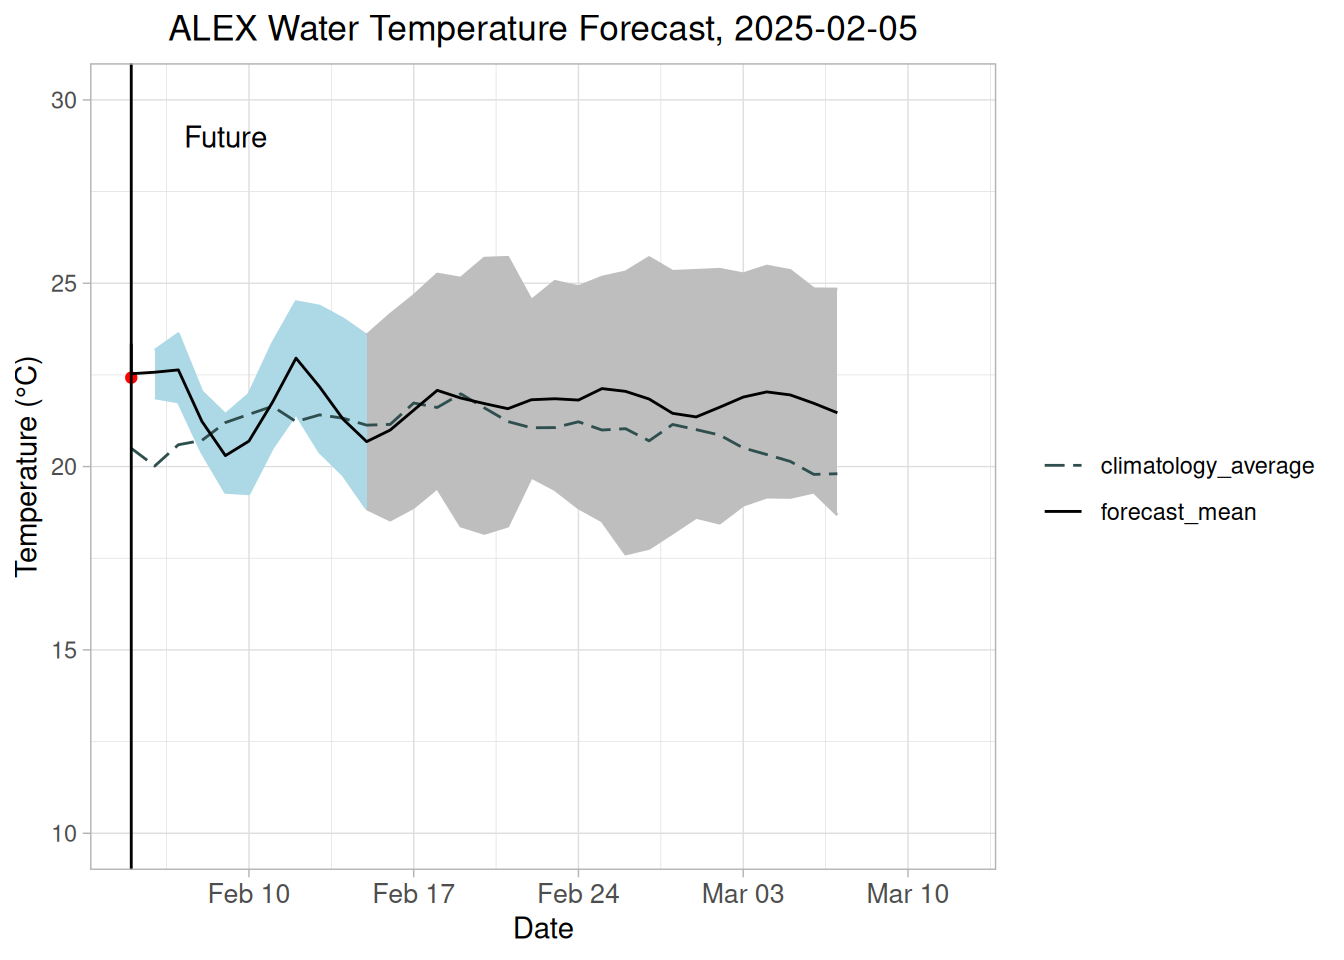 ALEX Water Temperature Forecast, 2025-02-05
30
Future
25
20
15
10
Temperature (°C)
climatology_average
forecast_mean
Feb 10 Feb 17 Feb 24 Mar 03 Mar 10
Date